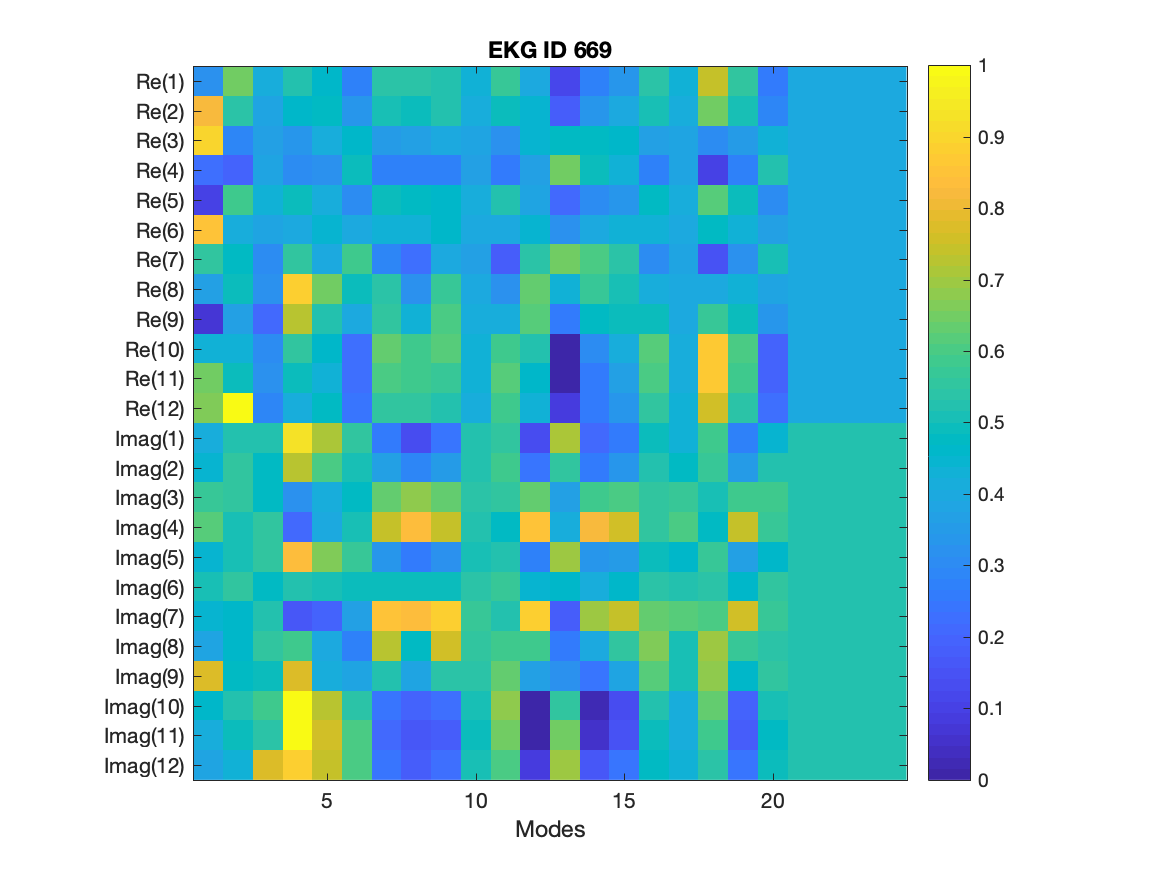 EKG ID 669
Re(1)
Re(2)
Re(3)
Re(4)
Re(5)
Re(6)
Re(7)
Re(8)
Re(9)
Re(10)
Re(11)
Re(12)
Imag(1)
Imag(2)
Imag(3)
Imag(4)
Imag(5)
Imag(6)
Imag(7)
Imag(8)
Imag(9)
Imag(10)
Imag(11)
Imag(12)
5 10 15 20
Modes
1
0.9
0.8
0.7
0.6
0.5
0.4
0.3
0.2
0.1
0